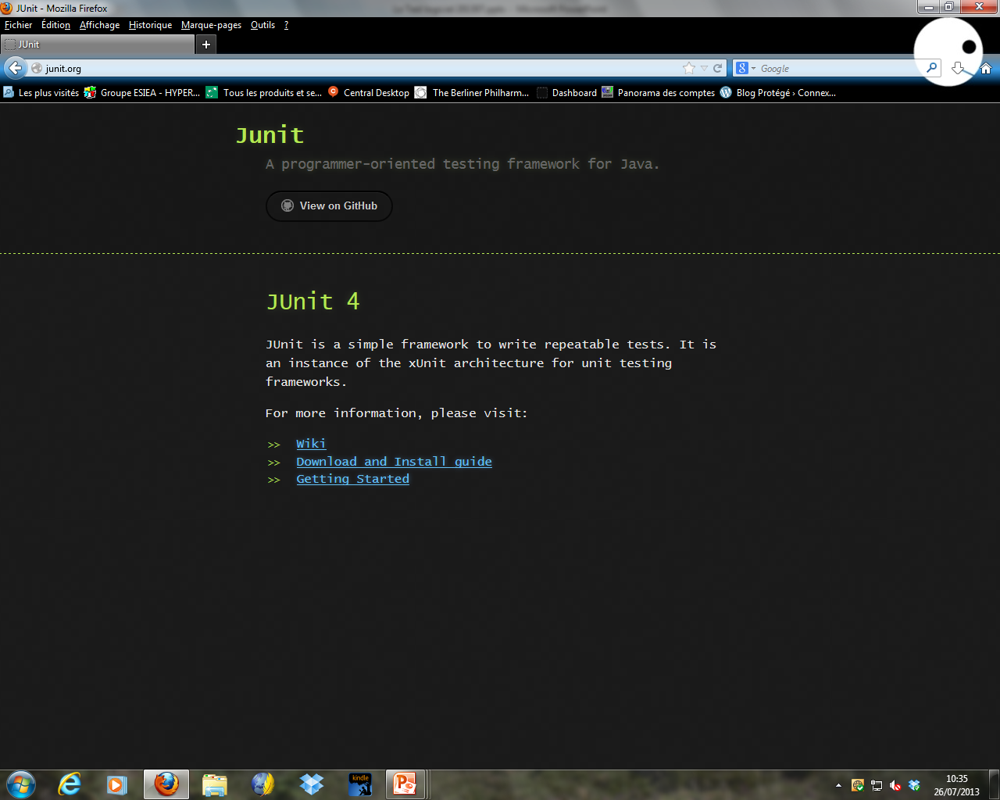 JUnit - Mozilla Firefox
Fichier Édition Affichage Historique Marque-pages Outils ?
JUnit
junit.org
Google
Les plus visités Groupe ESIEA - HYPER... Tous les produits et se... Central Desktop The Berliner Philharm... Dashboard Panorama des comptes Blog Protégé › Connex...
Junit
A programmer-oriented testing framework for Java.
View on GitHub
JUnit 4
JUnit is a simple framework to write repeatable tests. It is
an instance of the xUnit architecture for unit testing
frameworks.
For more information, please visit:
>> Wiki
>> Download and Install guide
>> Getting Started
kindle
10:35
26/07/2013